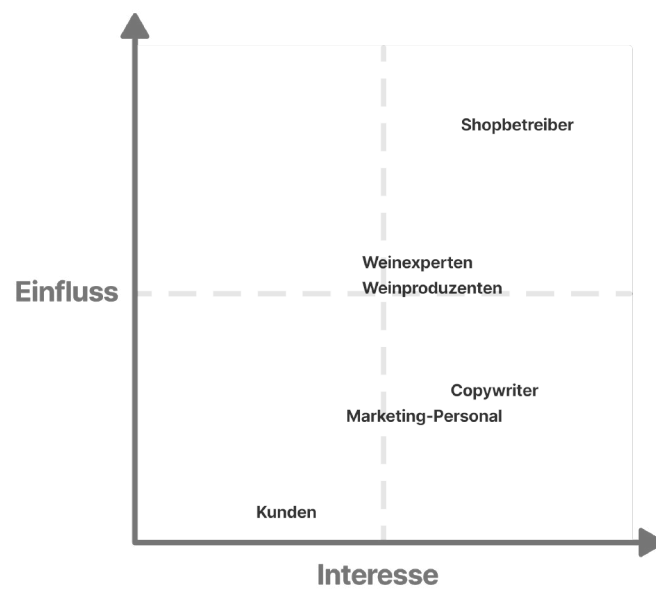 Shopbetreiber
Weinexperten
Weinproduzenten
Einfluss
Copywriter
Marketing-Personal
Kunden
Interesse